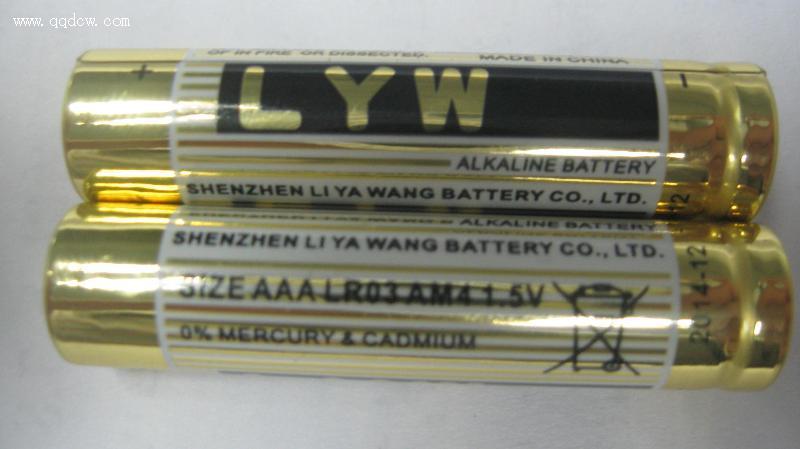 www.qqdcw.com
OF IN FIRE OR DISSECTED. MADE IN CHINA
+ -
LYW
ALKALINE BATTERY
SHENZHEN LI YA WANG BATTERY CO., LTD.
ALKALINE BATTERY
SHENZHEN LI YA WANG BATTERY CO., LTD.
SIZE AAA LR03 AM4 1.5V
0% MERCURY & CADMIUM
2014-12